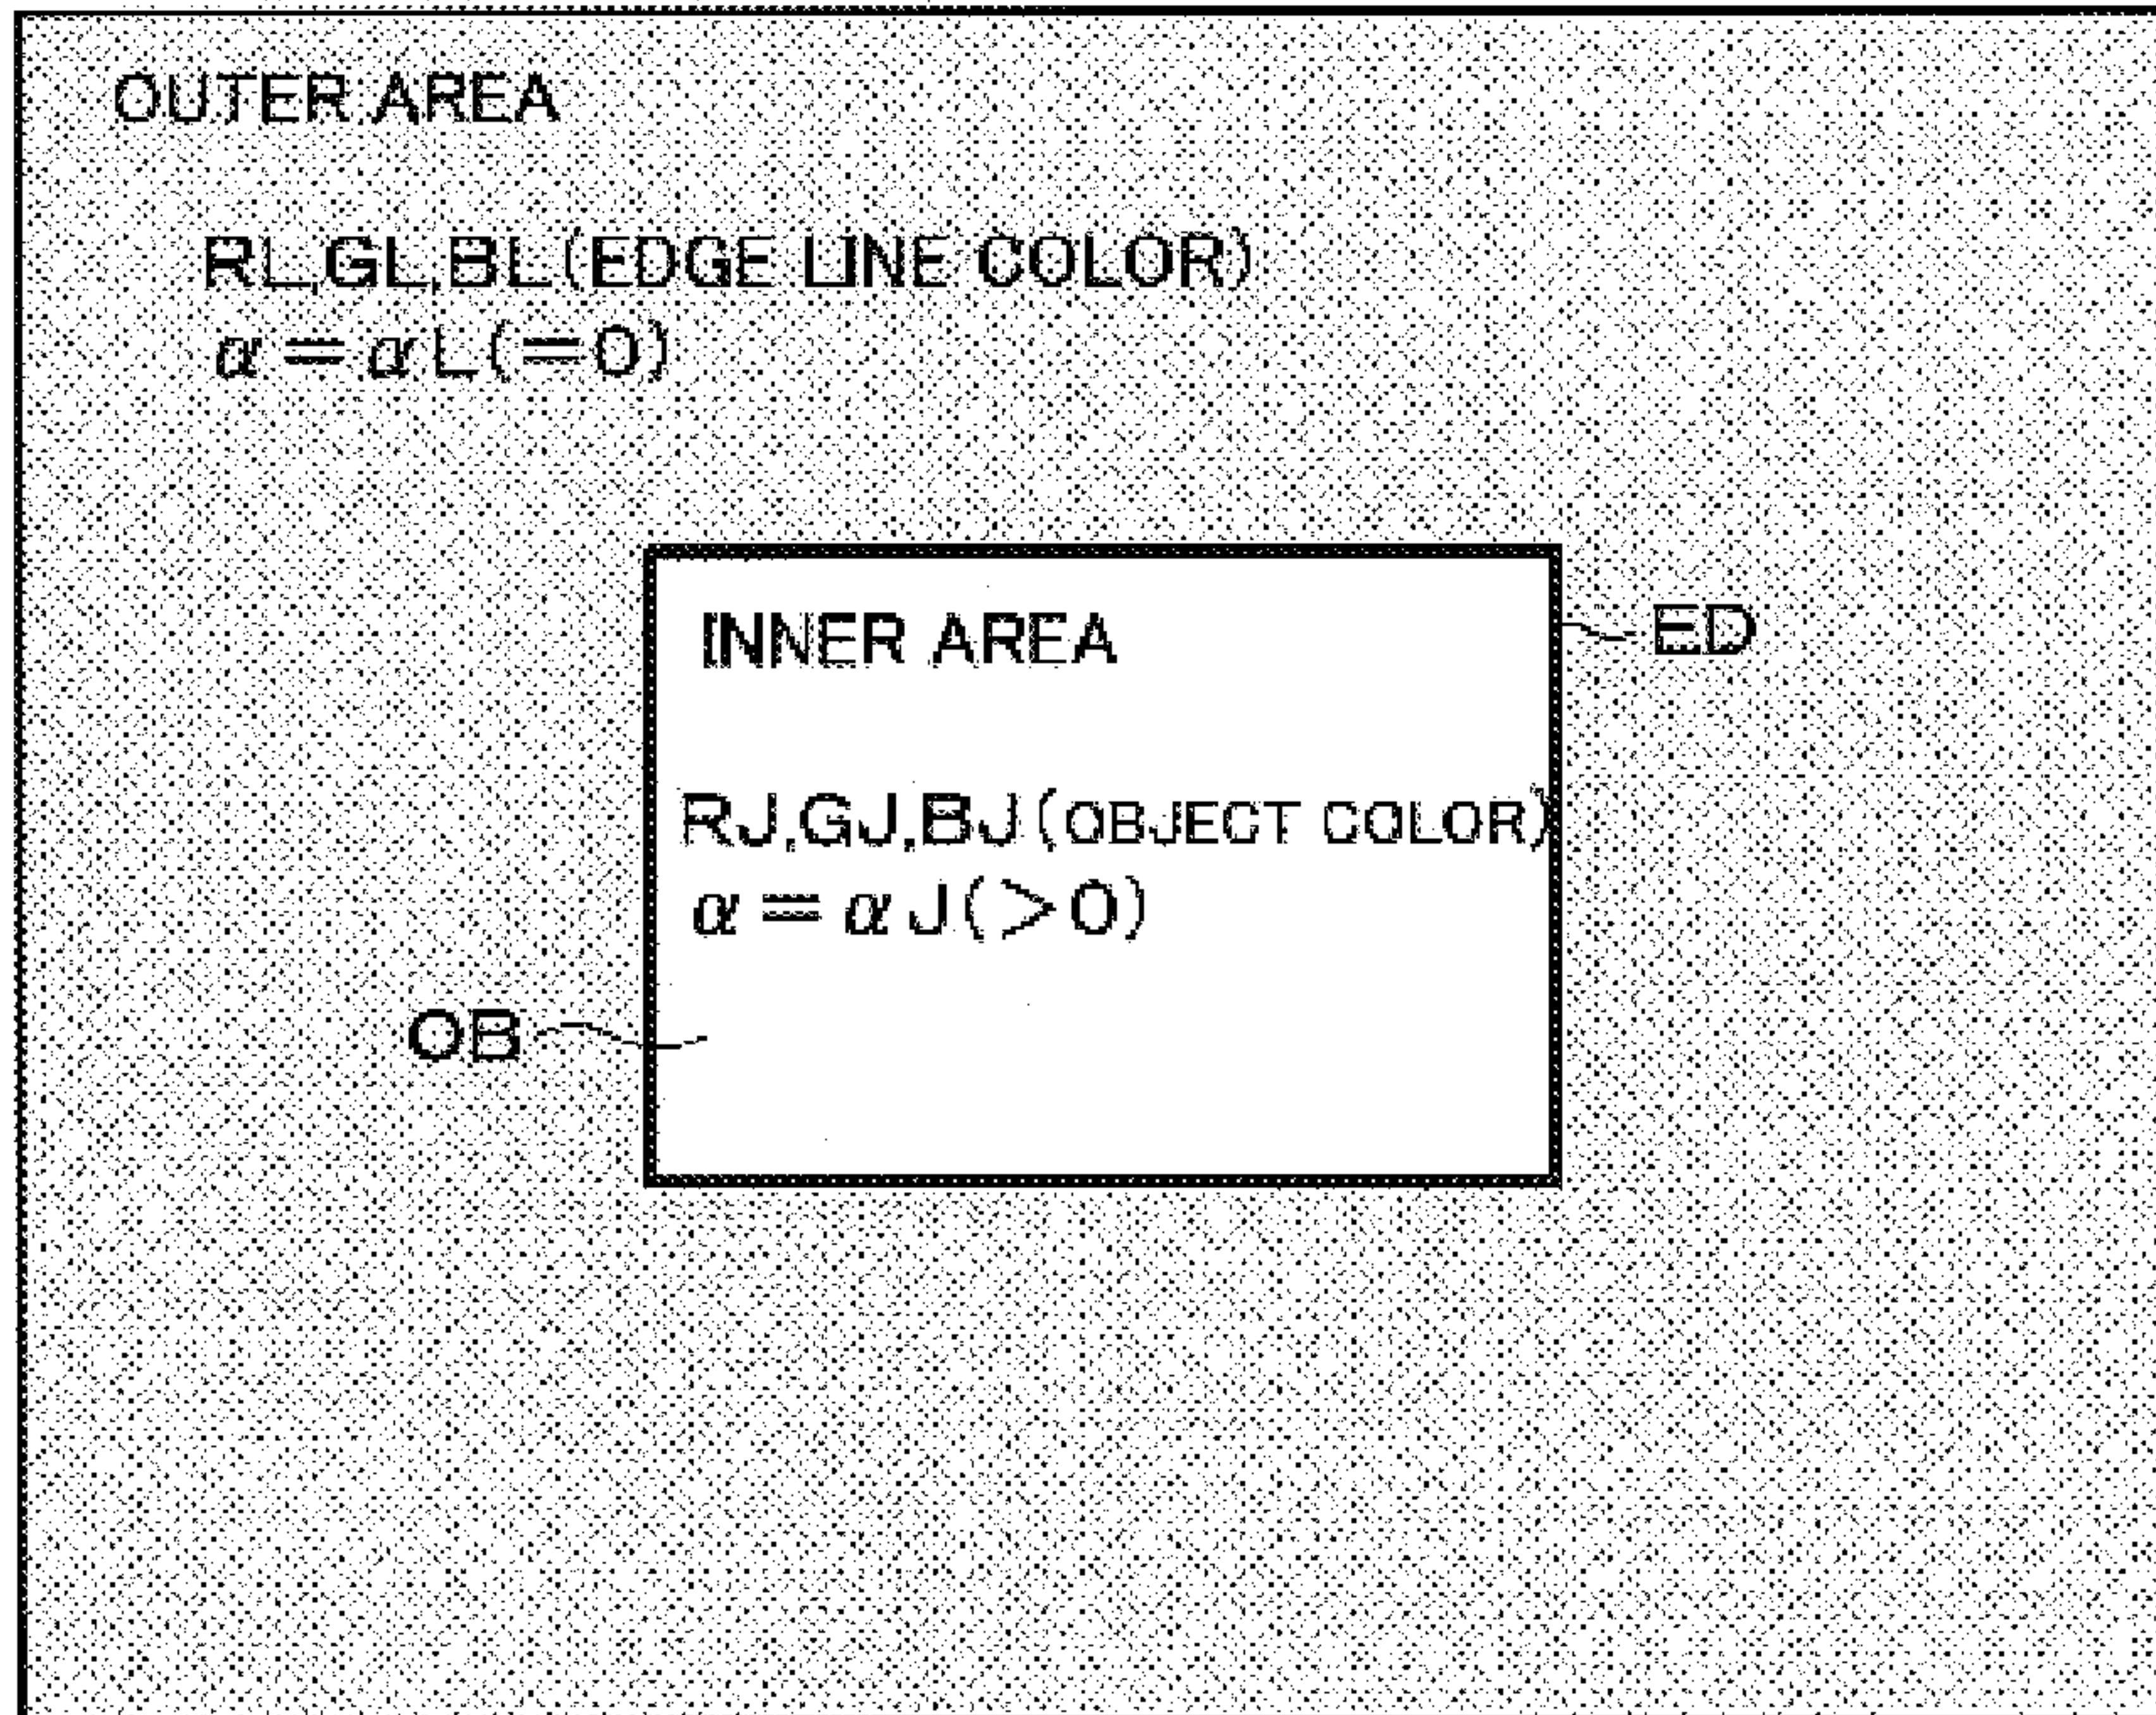 OUTER AREA
RL,GL,BL(EDGE LINE COLOR)
α=αL(=0)
INNER AREA
ED
RJ,GJ,BJ(OBJECT COLOR)
α=αJ(>0)
OB